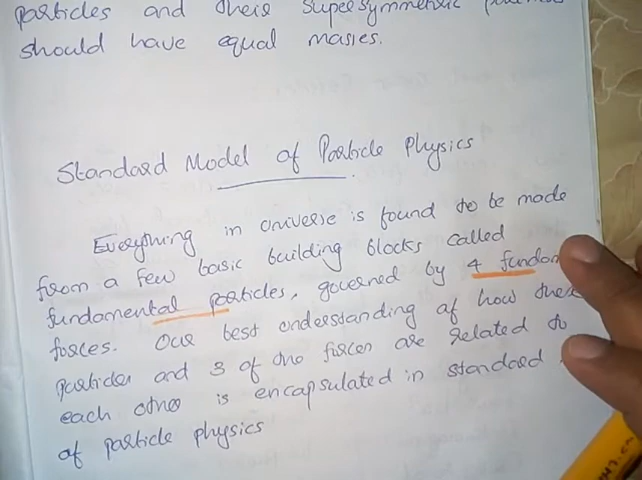 particles and their supersymmetric
should have equal masses.
Standard Model of Particle Physics
Everything in universe is found to be made
from a few basic building blocks called
fundamental particles, governed by 4
forces. Our best understanding of how these
particles and 3 of the forces are related to
each other is encapsulated in standard
of particle physics